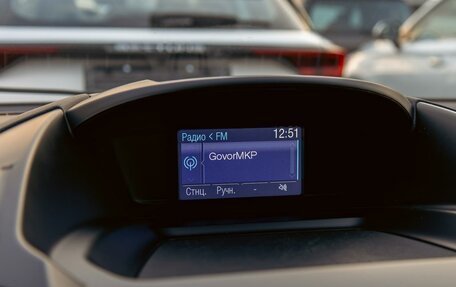 Радио < FM 12:51
GovorMKP
Стнц. Ручн. -